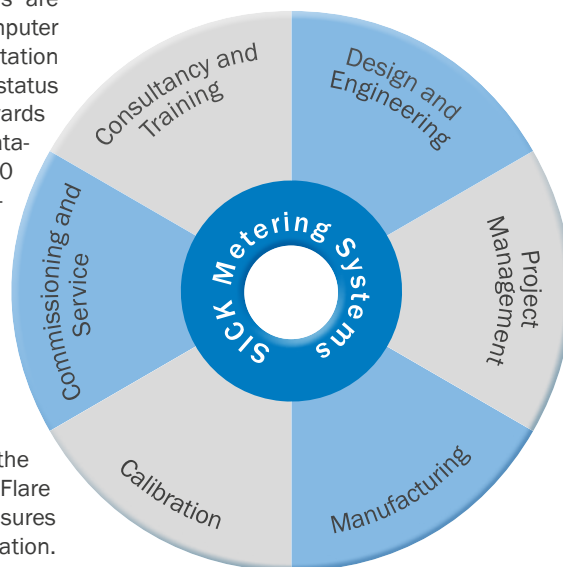 s are
mputer
tation
status
ards
ata-
0
-
the
Flare
sures
ation.
Consultancy and
Training
Design and
Engineering
Project
Management
Manufacturing
Calibration
Commissioning and
Service
SICK Metering Systems